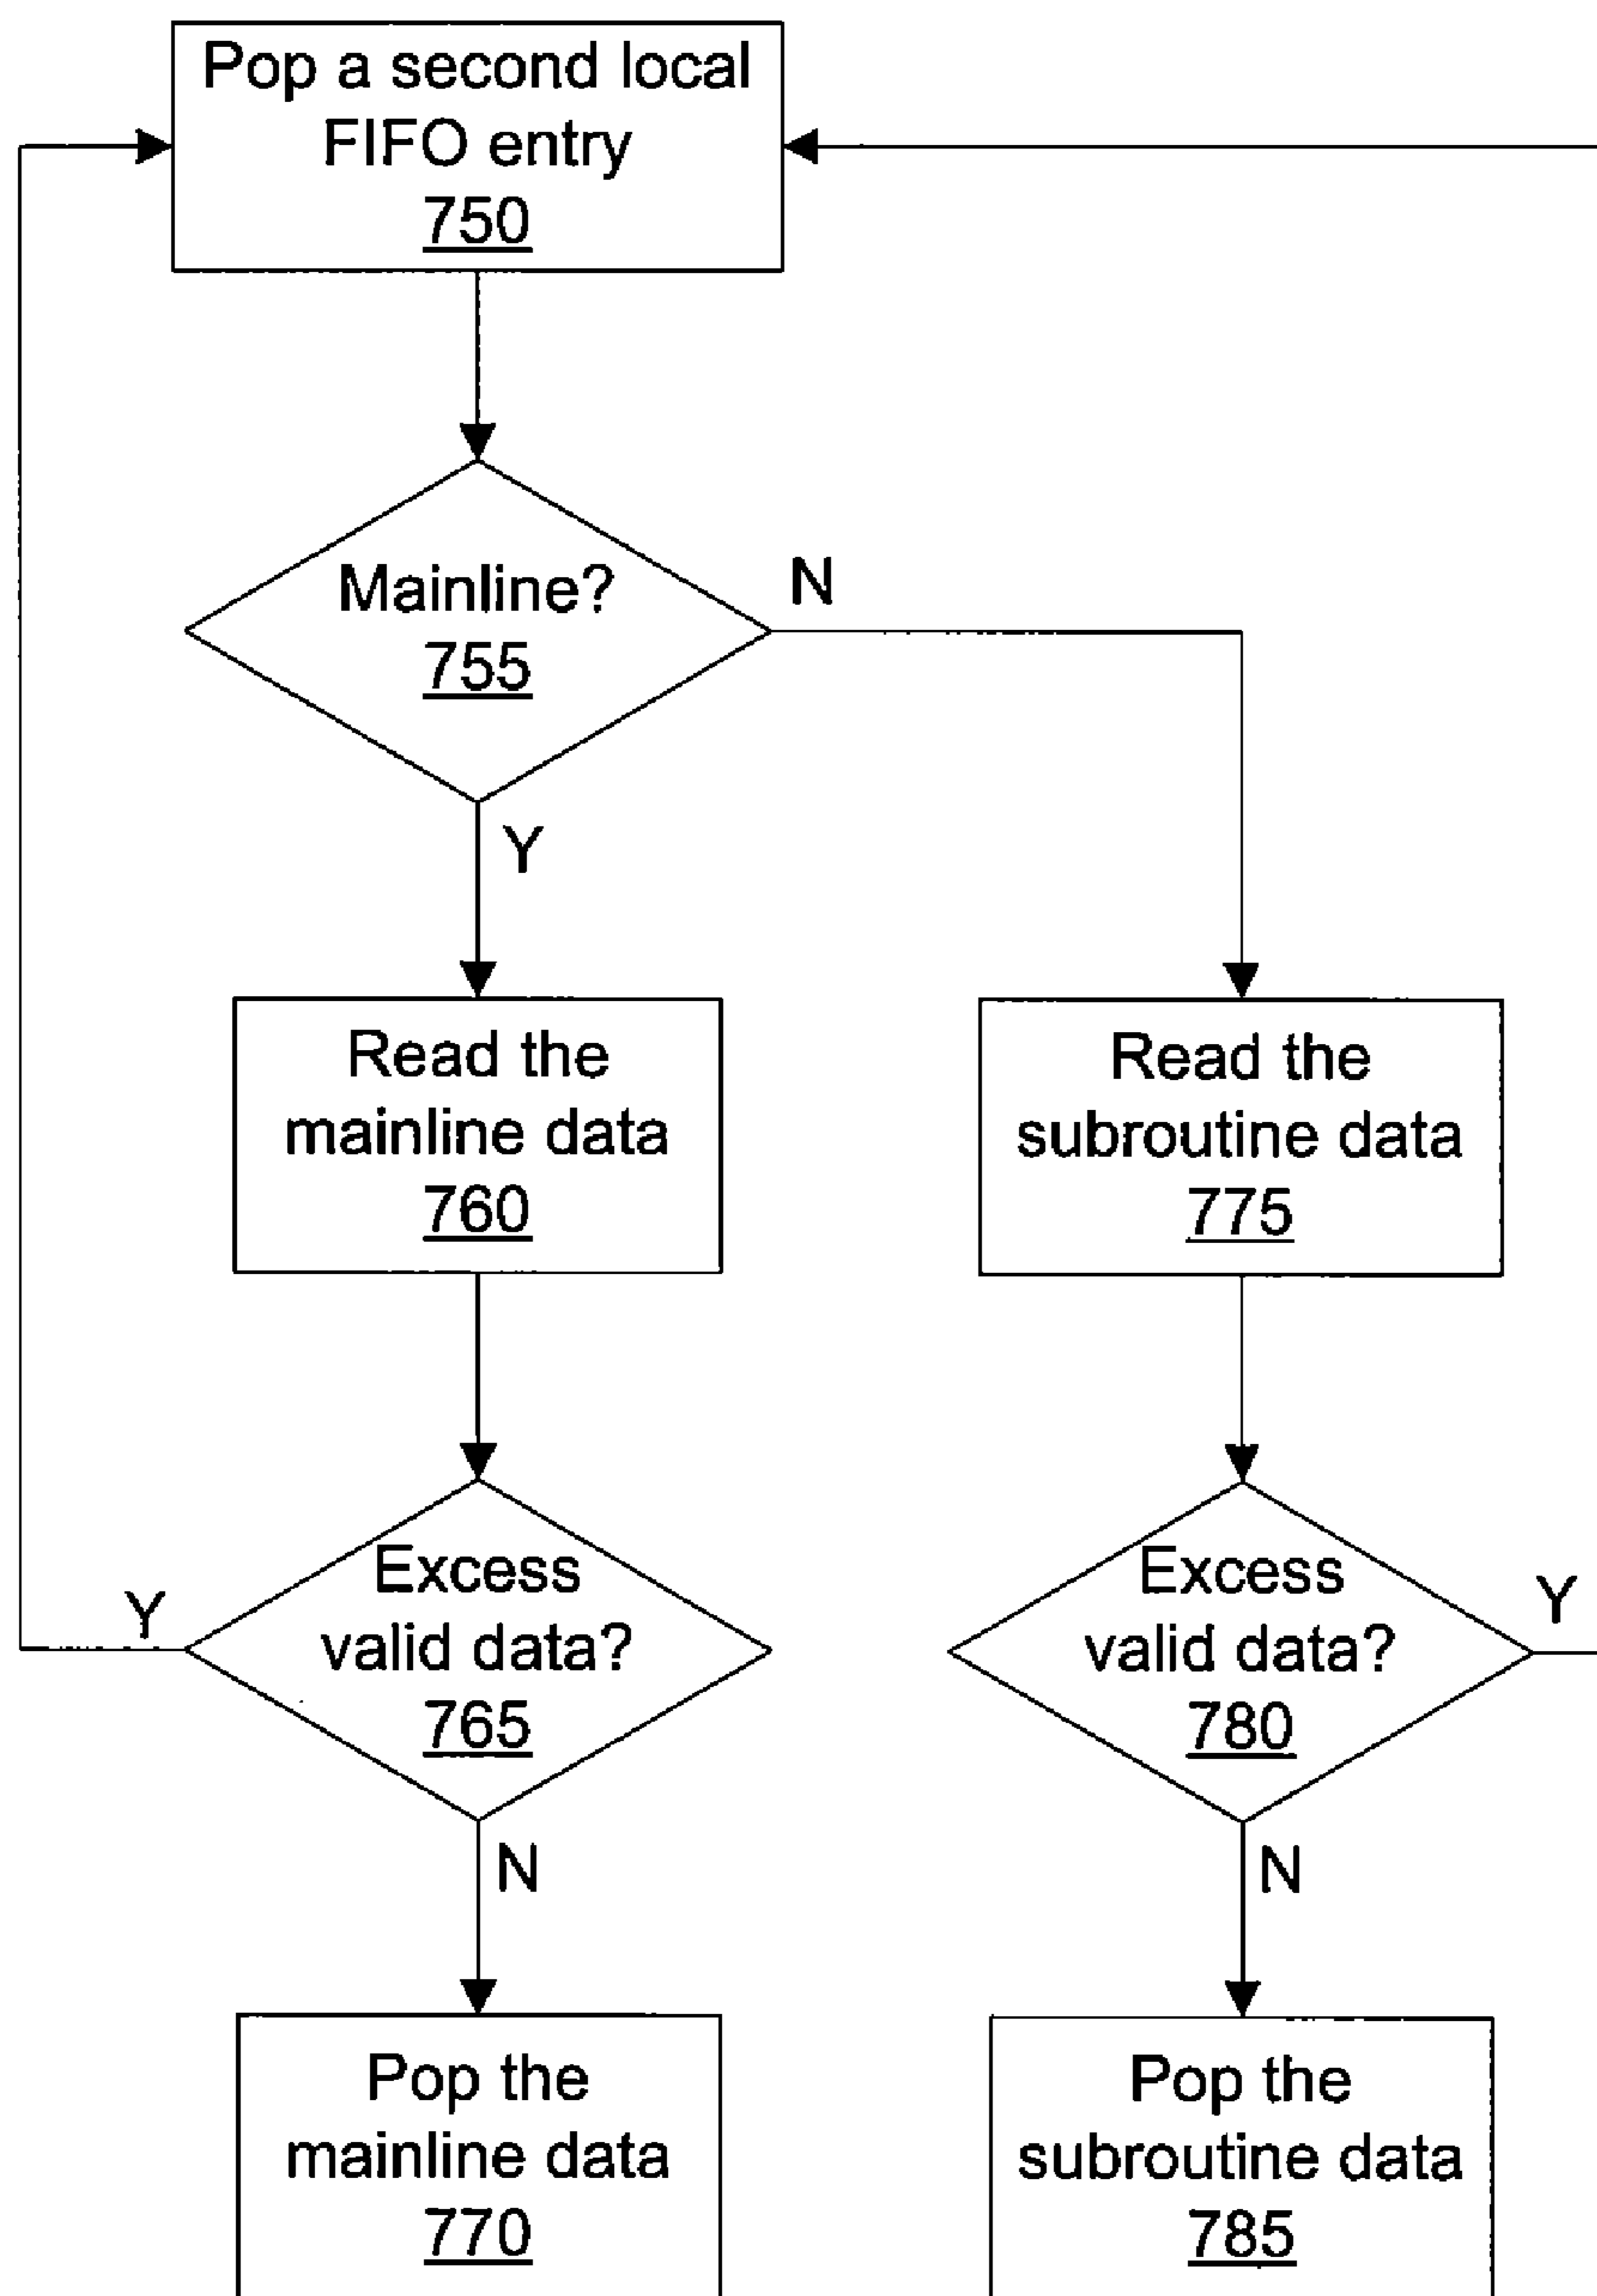 Pop a second local
FIFO entry
750
Mainline?
755
N
Y
Read the
mainline data
760
Read the
subroutine data
775
Excess
valid data?
765
Y
N
Excess
valid data?
780
Y
N
Pop the
mainline data
770
Pop the
subroutine data
785